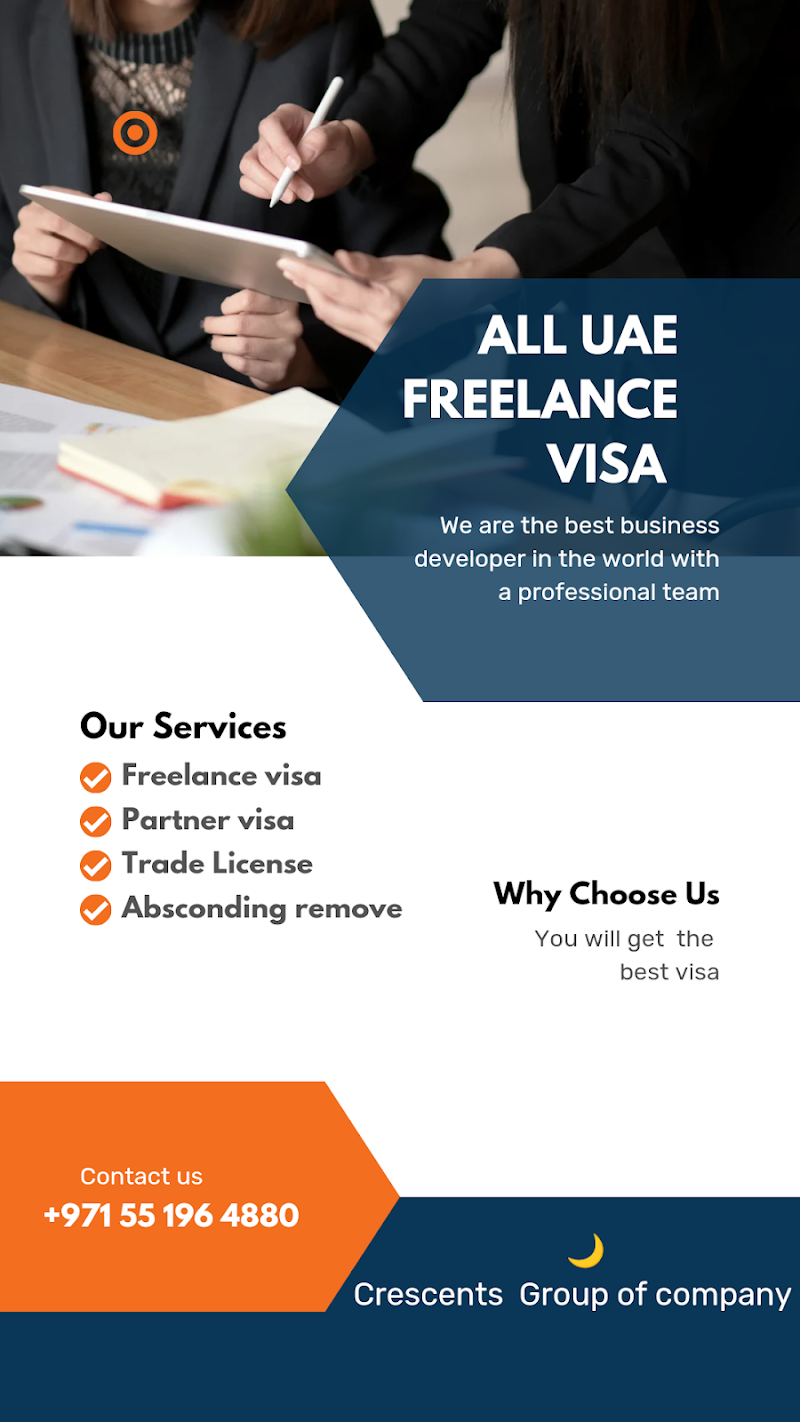 ALL UAE
FREELANCE
VISA
We are the best business
developer in the world with
a professional team
Our Services
Freelance visa
Partner visa
Trade License
Absconding remove
Why Choose Us
You will get  the
best visa
Contact us
+971 55 196 4880
Crescents  Group of company